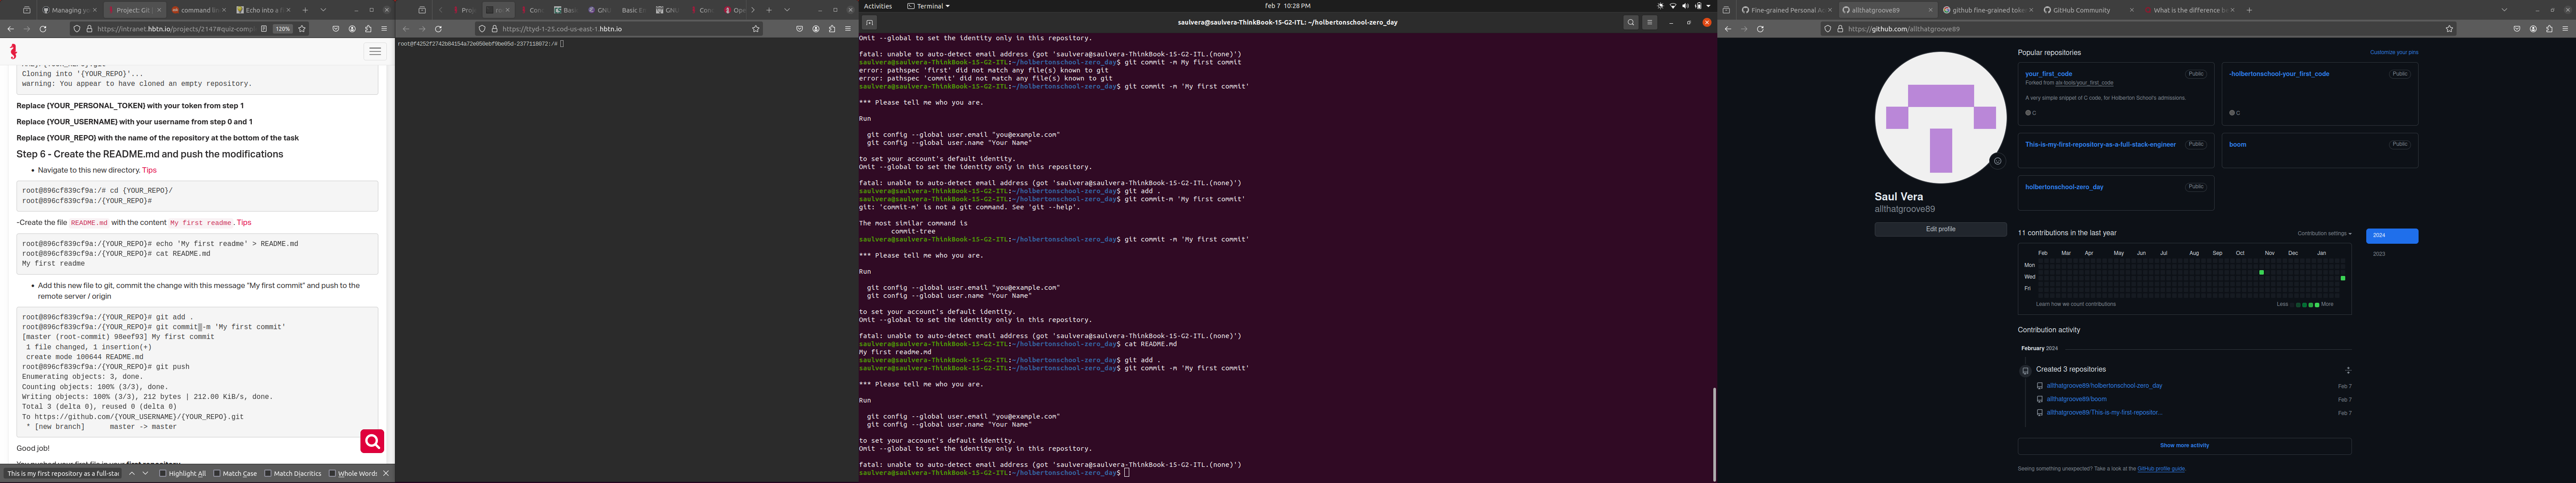 Managing yo
Project: Git
command lin
Echo into a f
https://intranet.hbtn.io/projects/2147#quiz-comp
120%
Cloning into '{YOUR_REPO}'...
warning: You appear to have cloned an empty repository.
Replace {YOUR_PERSONAL_TOKEN} with your token from step 1
Replace {YOUR_USERNAME} with your username from step 0 and 1
Replace {YOUR_REPO} with the name of the repository at the bottom of the task
Step 6 - Create the README.md and push the modifications
• Navigate to this new directory. Tips
root@896cf839cf9a:/# cd {YOUR_REPO}/
root@896cf839cf9a:/{YOUR_REPO}#
-Create the file README.md with the content My first readme. Tips
root@896cf839cf9a:/{YOUR_REPO}# echo 'My first readme' > README.md
root@896cf839cf9a:/{YOUR_REPO}# cat README.md
My first readme
• Add this new file to git, commit the change with this message "My first commit" and push to the
remote server / origin
root@896cf839cf9a:/{YOUR_REPO}# git add .
root@896cf839cf9a:/{YOUR_REPO}# git commit -m 'My first commit'
[master (root-commit) 98eef93] My first commit
1 file changed, 1 insertion(+)
create mode 100644 README.md
root@896cf839cf9a:/{YOUR_REPO}# git push
Enumerating objects: 3, done.
Counting objects: 100% (3/3), done.
Writing objects: 100% (3/3), 212 bytes | 212.00 KiB/s, done.
Total 3 (delta 0), reused 0 (delta 0)
To https://github.com/{YOUR_USERNAME}/{YOUR_REPO}.git
* [new branch] master -> master
Good job!
This is my first repository as a full-stac
Highlight All
Match Case
Match Diacritics
Whole Words
https://ttyd-1-25.cod-us-east-1.hbtn.io
Activities
Terminal
feb 7 10:28 PM
saulvera@saulvera-ThinkBook-15-G2-ITL: ~/holbertonschool-zero_day
Omit --global to set the identity only in this repository.
fatal: unable to auto-detect email address (got 'saulvera@saulvera-ThinkBook-15-G2-ITL.(none)')
saulvera@saulvera-ThinkBook-15-G2-ITL:~/holbertonschool-zero_day$ git commit -m My first commit
error: pathspec 'first' did not match any file(s) known to git
error: pathspec 'commit' did not match any file(s) known to git
saulvera@saulvera-ThinkBook-15-G2-ITL:~/holbertonschool-zero_day$ git commit -m 'My first commit'
*** Please tell me who you are.
Run
git config --global user.email "you@example.com"
git config --global user.name "Your Name"
to set your account's default identity.
Omit --global to set the identity only in this repository.
fatal: unable to auto-detect email address (got 'saulvera@saulvera-ThinkBook-15-G2-ITL.(none)')
saulvera@saulvera-ThinkBook-15-G2-ITL:~/holbertonschool-zero_day$ git add .
saulvera@saulvera-ThinkBook-15-G2-ITL:~/holbertonschool-zero_day$ git commit-m 'My first commit'
git: 'commit-m' is not a git command. See 'git --help'.
The most similar command is
commit-tree
saulvera@saulvera-ThinkBook-15-G2-ITL:~/holbertonschool-zero_day$ git commit -m 'My first commit'
*** Please tell me who you are.
Run
git config --global user.email "you@example.com"
git config --global user.name "Your Name"
to set your account's default identity.
Omit --global to set the identity only in this repository.
fatal: unable to auto-detect email address (got 'saulvera@saulvera-ThinkBook-15-G2-ITL.(none)')
saulvera@saulvera-ThinkBook-15-G2-ITL:~/holbertonschool-zero_day$ cat README.md
My first readme.md
saulvera@saulvera-ThinkBook-15-G2-ITL:~/holbertonschool-zero_day$ git add .
saulvera@saulvera-ThinkBook-15-G2-ITL:~/holbertonschool-zero_day$ git commit -m 'My first commit'
*** Please tell me who you are.
Run
git config --global user.email "you@example.com"
git config --global user.name "Your Name"
to set your account's default identity.
Omit --global to set the identity only in this repository.
fatal: unable to auto-detect email address (got 'saulvera@saulvera-ThinkBook-15-G2-ITL.(none)')
saulvera@saulvera-ThinkBook-15-G2-ITL:~/holbertonschool-zero_day$
Fine-grained Personal A
allthatgroove89
github fine-grained toke
GitHub Community
What is the difference b
https://github.com/allthatgroove89
Saul Vera
allthatgroove89
Edit profile
Popular repositories
Customize your pins
your_first_code
Public
Forked from alx-tools/your_first_code
A very simple snippet of C code, for Holberton School's admissions.
C
-holbertonschool-your_first_code
Public
C
This-is-my-first-repository-as-a-full-stack-engineer
Public
boom
Public
holbertonschool-zero_day
Public
11 contributions in the last year
Contribution settings
2024
2023
Feb Mar Apr May Jun Jul Aug Sep Oct Nov Dec Jan
Mon
Wed
Fri
Learn how we count contributions
Less
More
Contribution activity
February 2024
Created 3 repositories
allthatgroove89/holbertonschool-zero_day
Feb 7
allthatgroove89/boom
Feb 7
allthatgroove89/This-is-my-first-repositor...
Feb 7
Show more activity
Seeing something unexpected? Take a look at the GitHub profile guide.